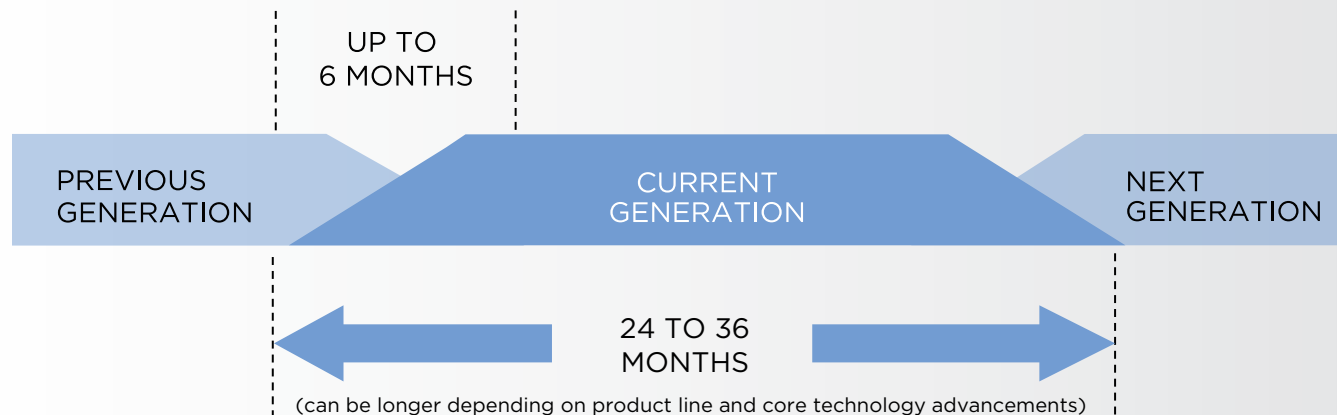 UP TO
6 MONTHS
PREVIOUS
GENERATION
CURRENT
GENERATION
NEXT
GENERATION
24 TO 36
MONTHS
(can be longer depending on product line and core technology advancements)